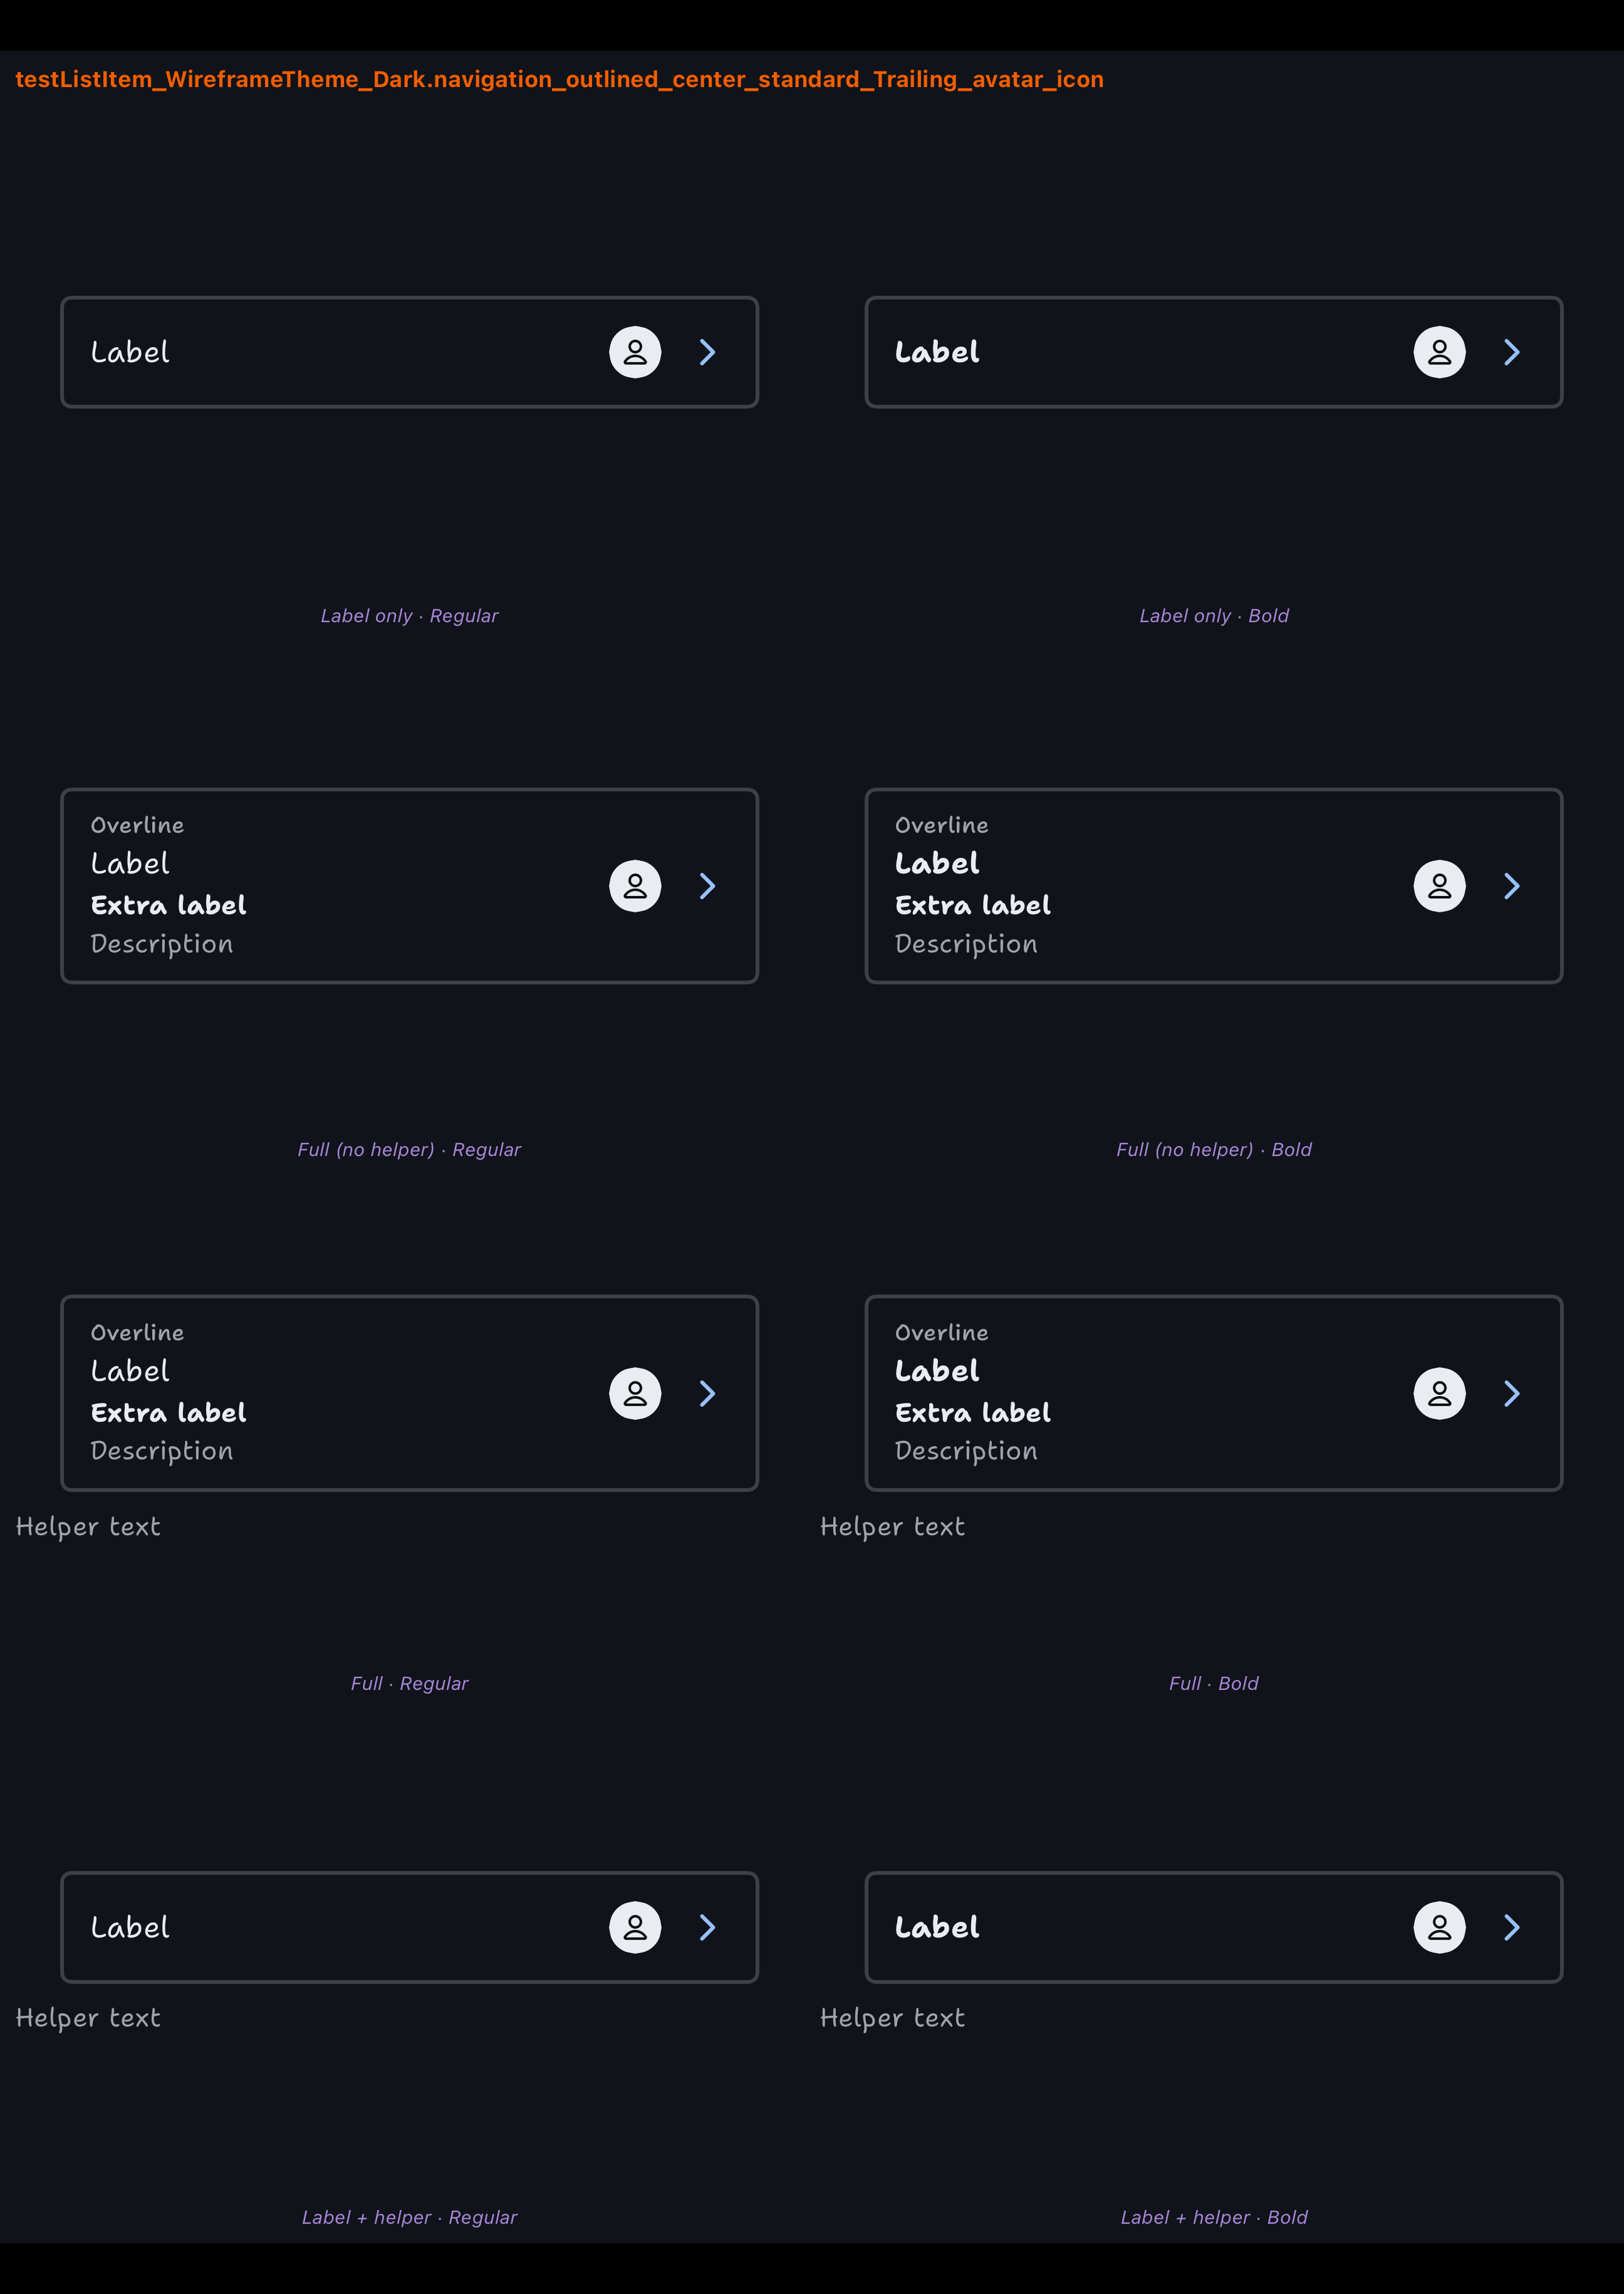 testListItem_WireframeTheme_Dark.navigation_outlined_center_standard_Trailing_avatar_icon
Label
Label
Label only · Regular
Label only · Bold
Overline
Label
Extra label
Description
Overline
Label
Extra label
Description
Full (no helper) · Regular
Full (no helper) · Bold
Overline
Label
Extra label
Description
Helper text
Overline
Label
Extra label
Description
Helper text
Full · Regular
Full · Bold
Label
Helper text
Label
Helper text
Label + helper · Regular
Label + helper · Bold